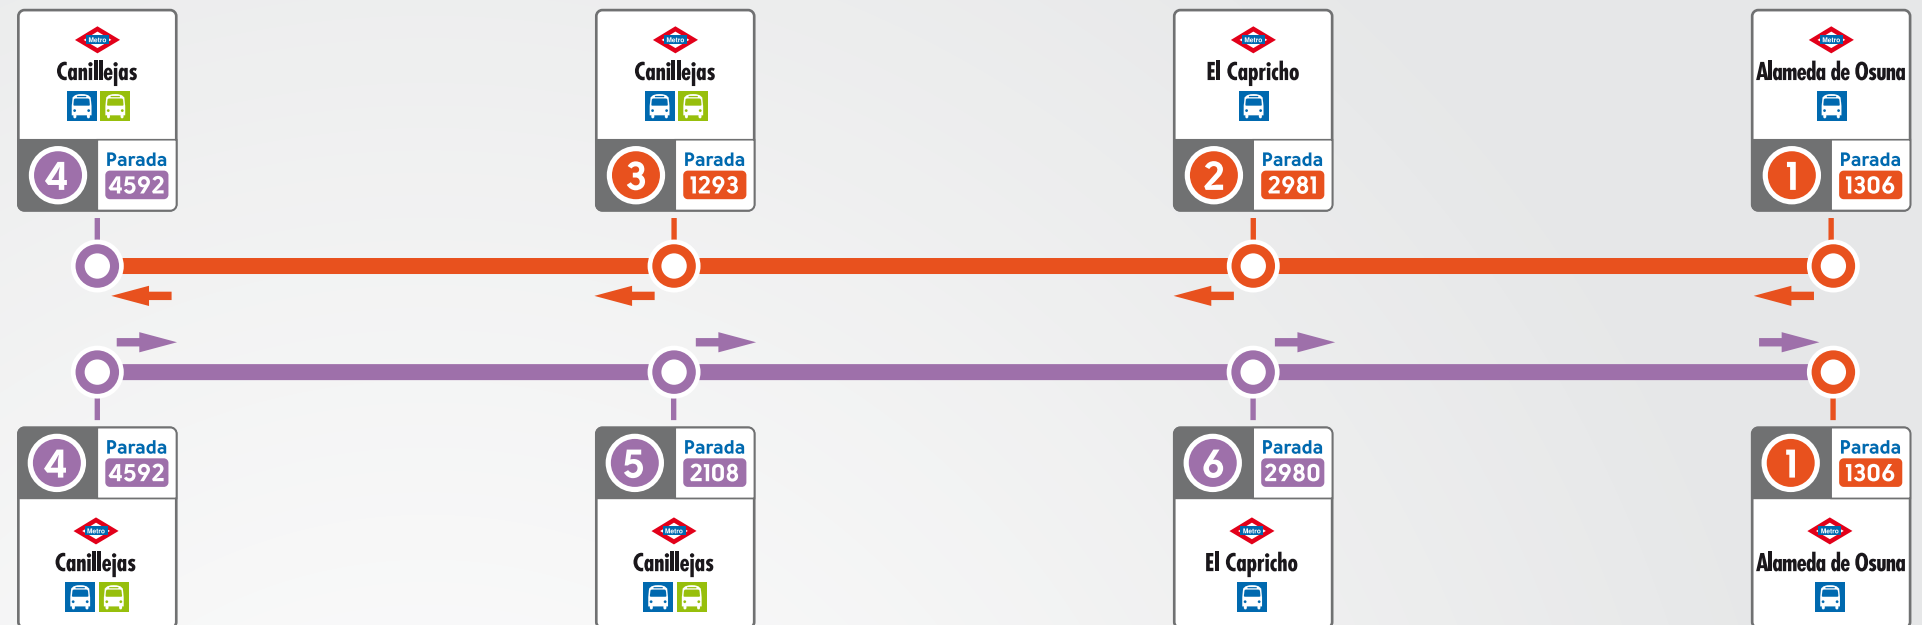 Metro
Canillejas
4
Parada
4592
Metro
Canillejas
3
Parada
1293
Metro
El Capricho
2
Parada
2981
Metro
Alameda de Osuna
1
Parada
1306
4
Parada
4592
Metro
Canillejas
5
Parada
2108
Metro
Canillejas
6
Parada
2980
Metro
El Capricho
1
Parada
1306
Metro
Alameda de Osuna